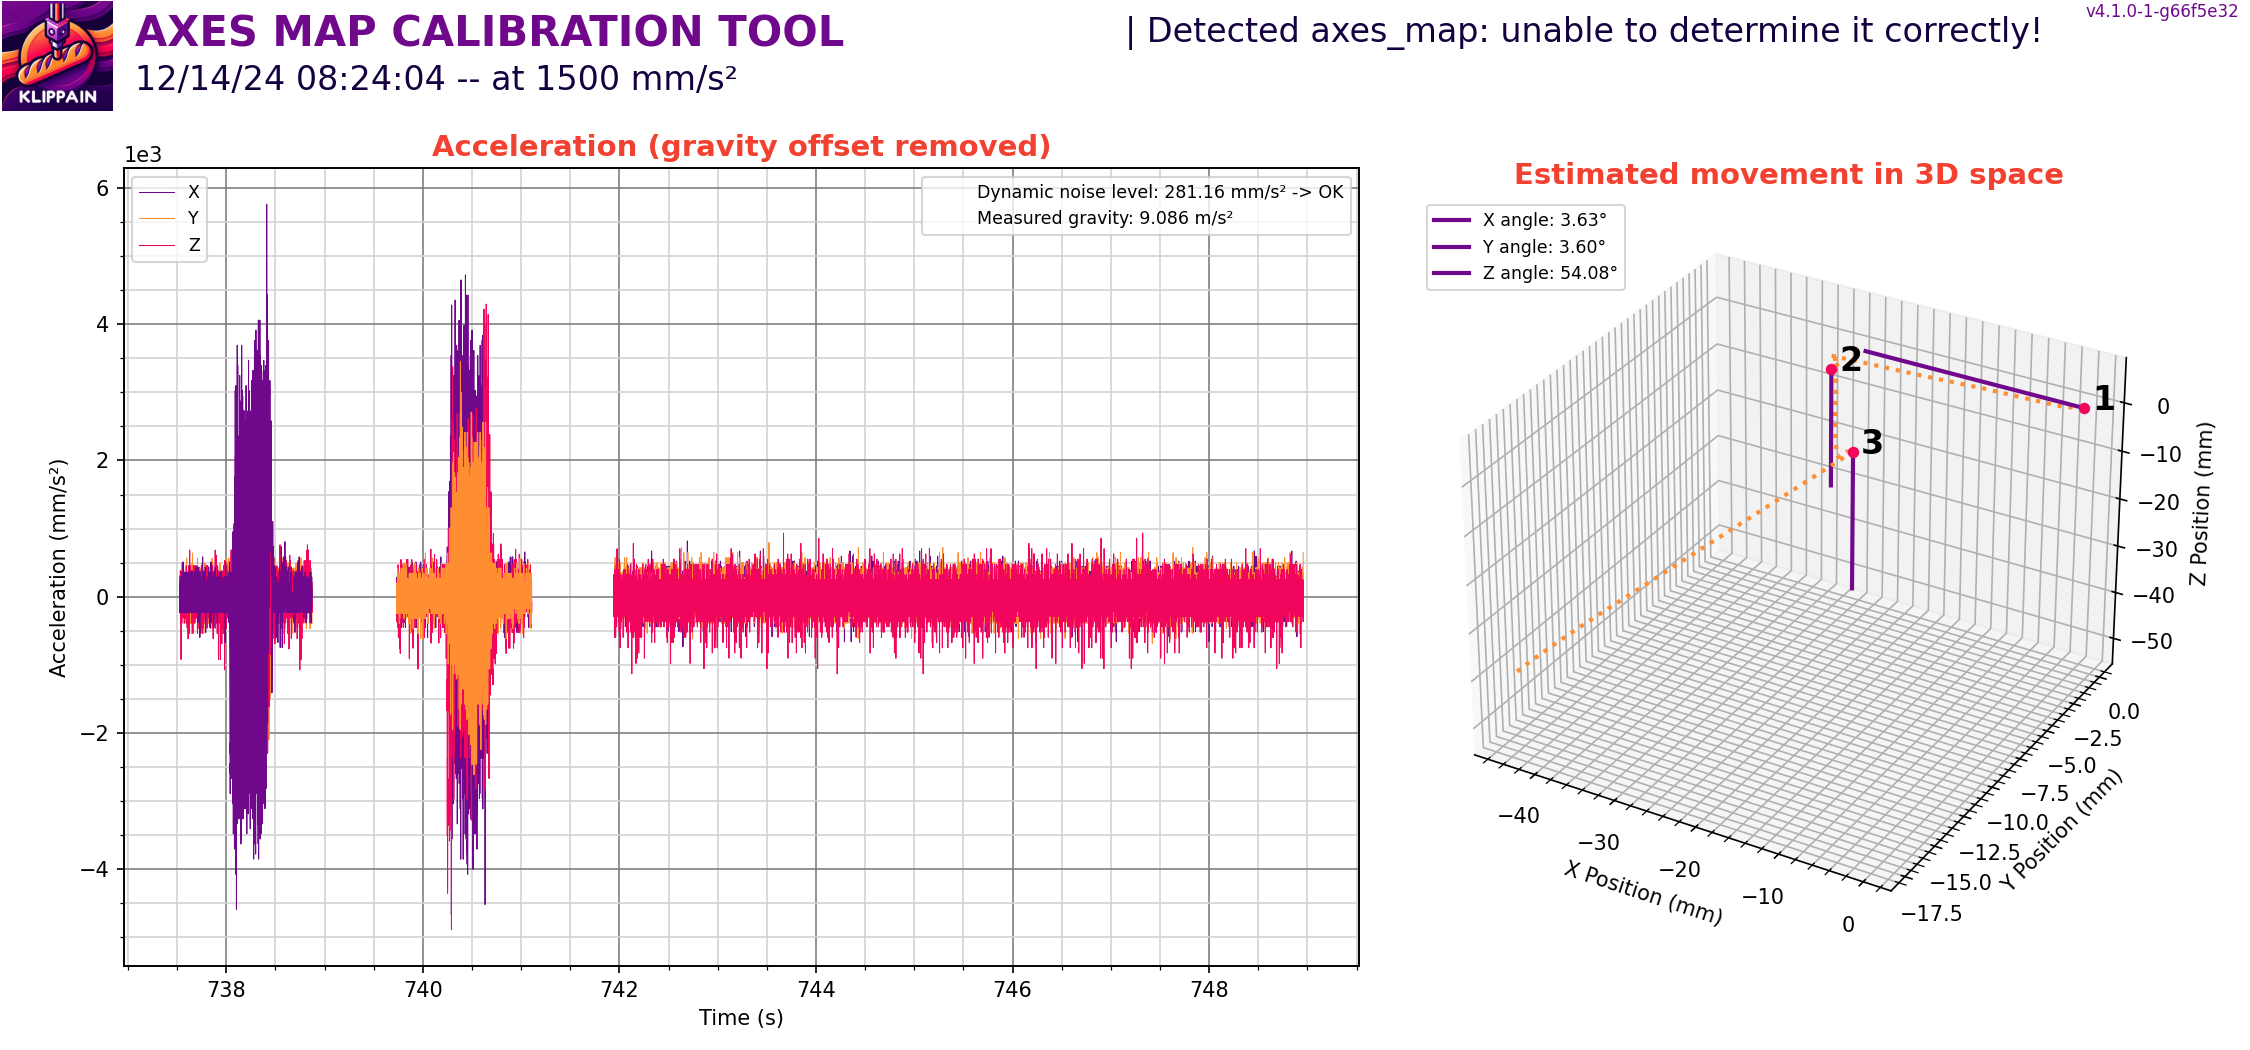 KLIPPAIN
AXES MAP CALIBRATION TOOL
12/14/24 08:24:04 -- at 1500 mm/s²
| Detected axes_map: unable to determine it correctly!
v4.1.0-1-g66f5e32
Acceleration (gravity offset removed)
1e3
X
Y
Z
Dynamic noise level: 281.16 mm/s² -> OK
Measured gravity: 9.086 m/s²
6
4
2
0
−2
−4
Acceleration (mm/s²)
738
740
742
744
746
748
Time (s)
Estimated movement in 3D space
X angle: 3.63°
Y angle: 3.60°
Z angle: 54.08°
1
2
3
0
−10
−20
−30
−40
−50
Z Position (mm)
0.0
−2.5
−5.0
−7.5
−10.0
−12.5
−15.0
−17.5
Y Position (mm)
−40
−30
−20
−10
0
X Position (mm)